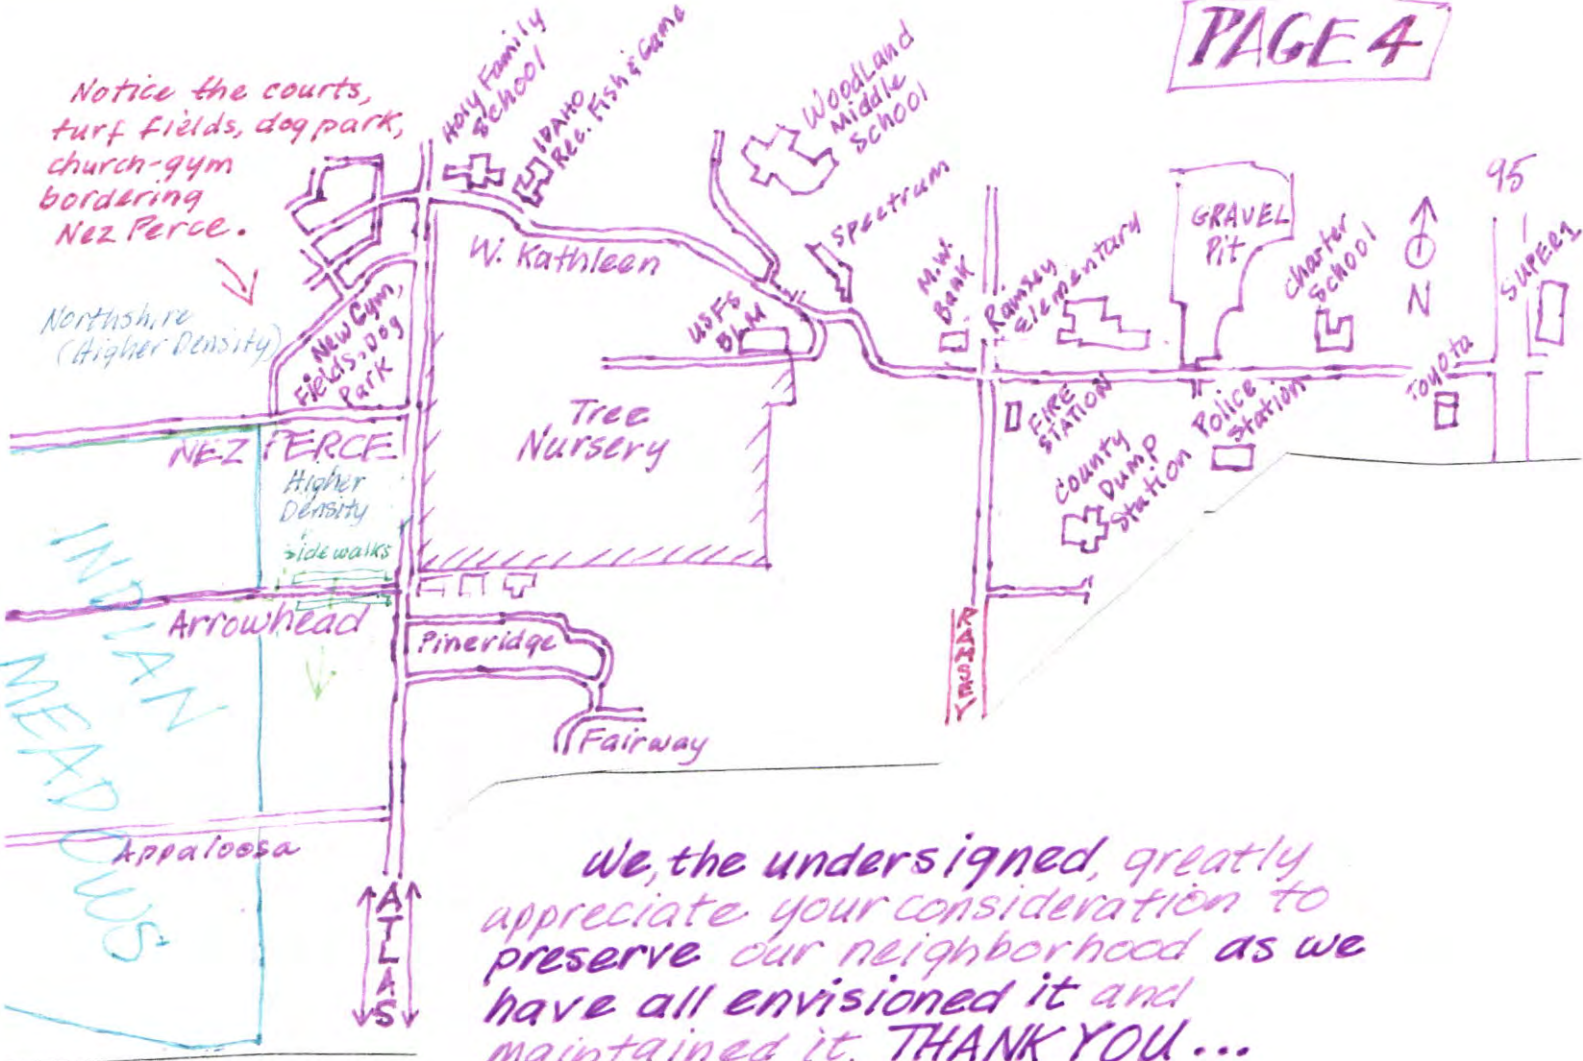 PAGE 4
Notice the courts,
turf fields, dog park,
church-gym
bordering
Nez Perce.
Holy Family
School
IDAHO
Rec. Fish & Game
Woodland
Middle
School
Spectrum
W. Kathleen
USFS
BLM
M.W.
Bank
Ramsey
Elementary
GRAVEL
Pit
Charter
School
N
95
SUPER 1
Toyota
Northshire
(Higher Density)
New Gym,
Fields, Dog
Park
Tree
Nursery
FIRE
STATION
County
Dump
Station
Police
Station
NEZ PERCE
Higher
Density
sidewalks
Arrowhead
INDIAN
MEADOWS
Pineridge
Fairway
RAMSEY
Appaloosa
ATLAS
We, the undersigned, greatly
appreciate your consideration to
preserve our neighborhood as we
have all envisioned it and
maintained it. THANK YOU...